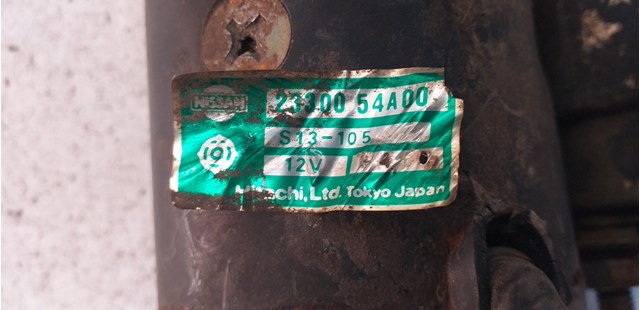 NISSAN 23300 54A00
S13-105
12V
Hitachi, Ltd. Tokyo Japan